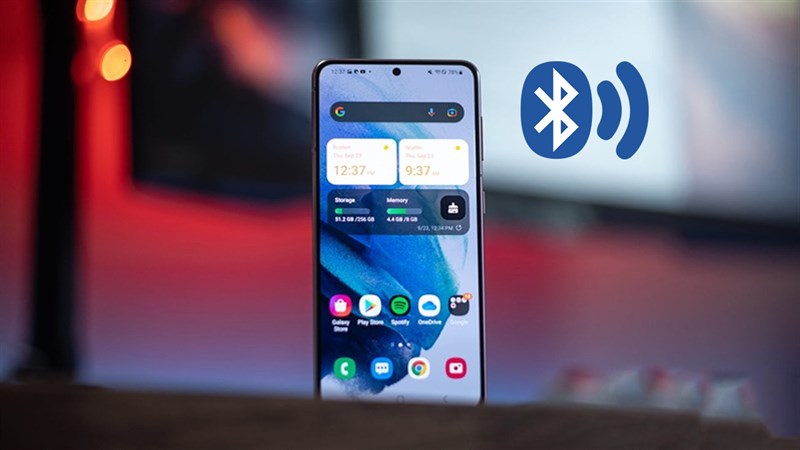 12:37
Thu, Sep 23
Thu, Sep 23
12:37 PM
9:37 AM
Storage
Memory
51.2 GB /256 GB
4.4 GB /8 GB
9/23, 12:34 PM
Galaxy Store
Play Store
Spotify
OneDrive
Google